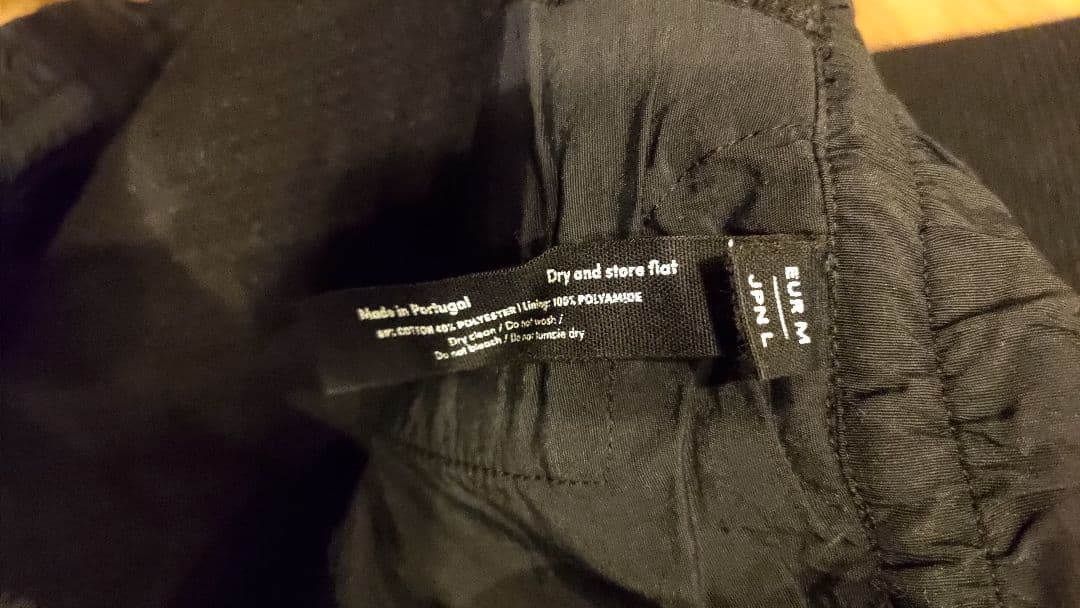 Dry and store flat
Made in Portugal
COTTON 40% POLYESTER | Lining: 100% POLYAMIDE
Dry clean / Do not wash /
Do not bleach / Do not tumble dry
EUR M
JPN L